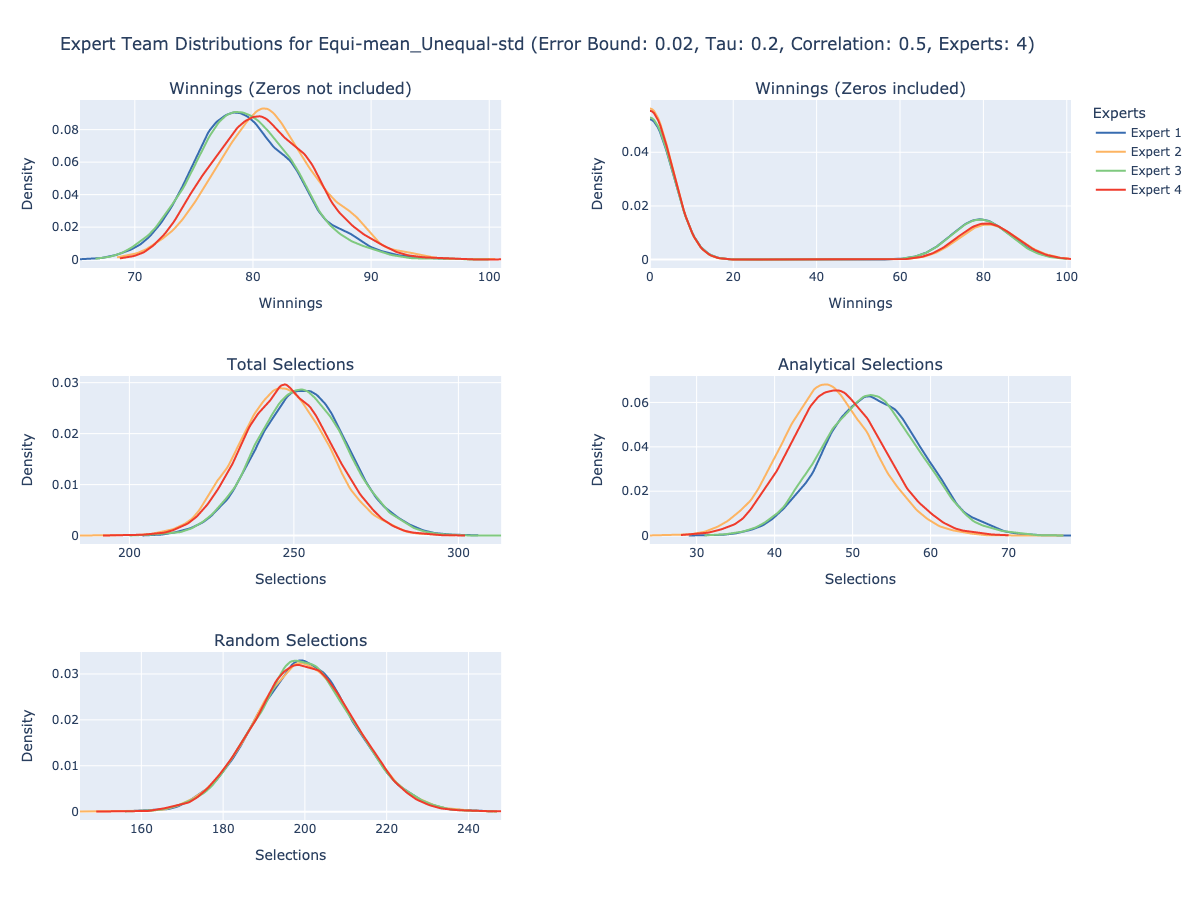 Expert Team Distributions for Equi-mean_Unequal-std (Error Bound: 0.02, Tau: 0.2, Correlation: 0.5, Experts: 4)
Winnings (Zeros not included)
0.08
0.06
0.04
0.02
0
Density
70 80 90 100
Winnings
Winnings (Zeros included)
0.04
0.02
0
Density
0 20 40 60 80 100
Winnings
Experts
Expert 1
Expert 2
Expert 3
Expert 4
Total Selections
0.03
0.02
0.01
0
Density
200 250 300
Selections
Analytical Selections
0.06
0.04
0.02
0
Density
30 40 50 60 70
Selections
Random Selections
0.03
0.02
0.01
0
Density
160 180 200 220 240
Selections